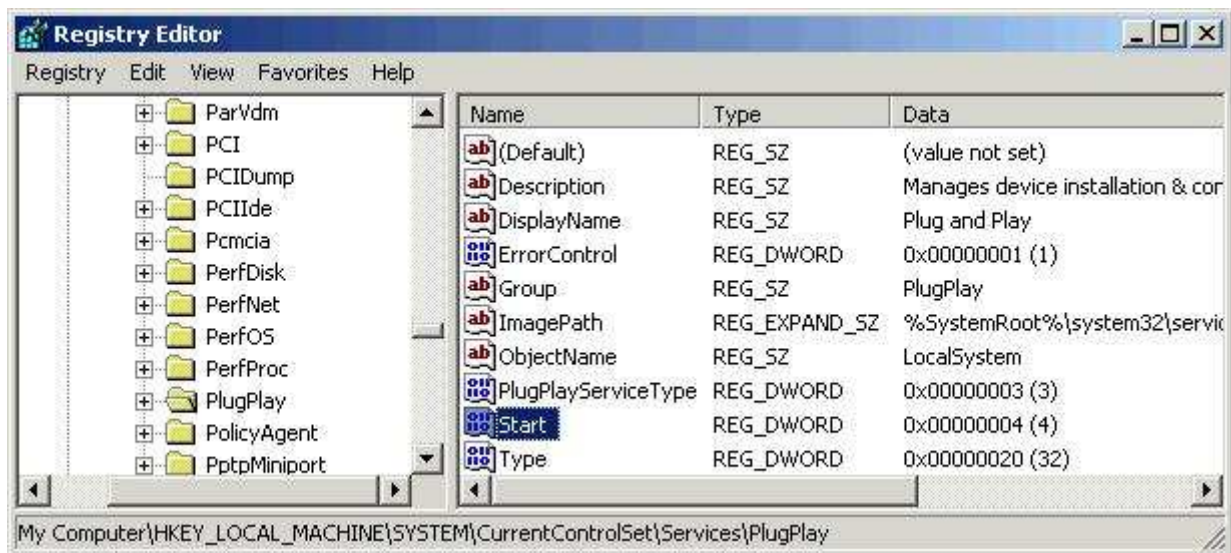 Registry Editor
Registry Edit View Favorites Help
ParVdm
PCI
PCIDump
PCIIde
Pcmcia
PerfDisk
PerfNet
PerfOS
PerfProc
PlugPlay
PolicyAgent
PptpMiniport
Name Type Data
(Default) REG_SZ (value not set)
Description REG_SZ Manages device installation & con
DisplayName REG_SZ Plug and Play
ErrorControl REG_DWORD 0x00000001 (1)
Group REG_SZ PlugPlay
ImagePath REG_EXPAND_SZ %SystemRoot%\system32\servic
ObjectName REG_SZ LocalSystem
PlugPlayServiceType REG_DWORD 0x00000003 (3)
Start REG_DWORD 0x00000004 (4)
Type REG_DWORD 0x00000020 (32)
My Computer\HKEY_LOCAL_MACHINE\SYSTEM\CurrentControlSet\Services\PlugPlay